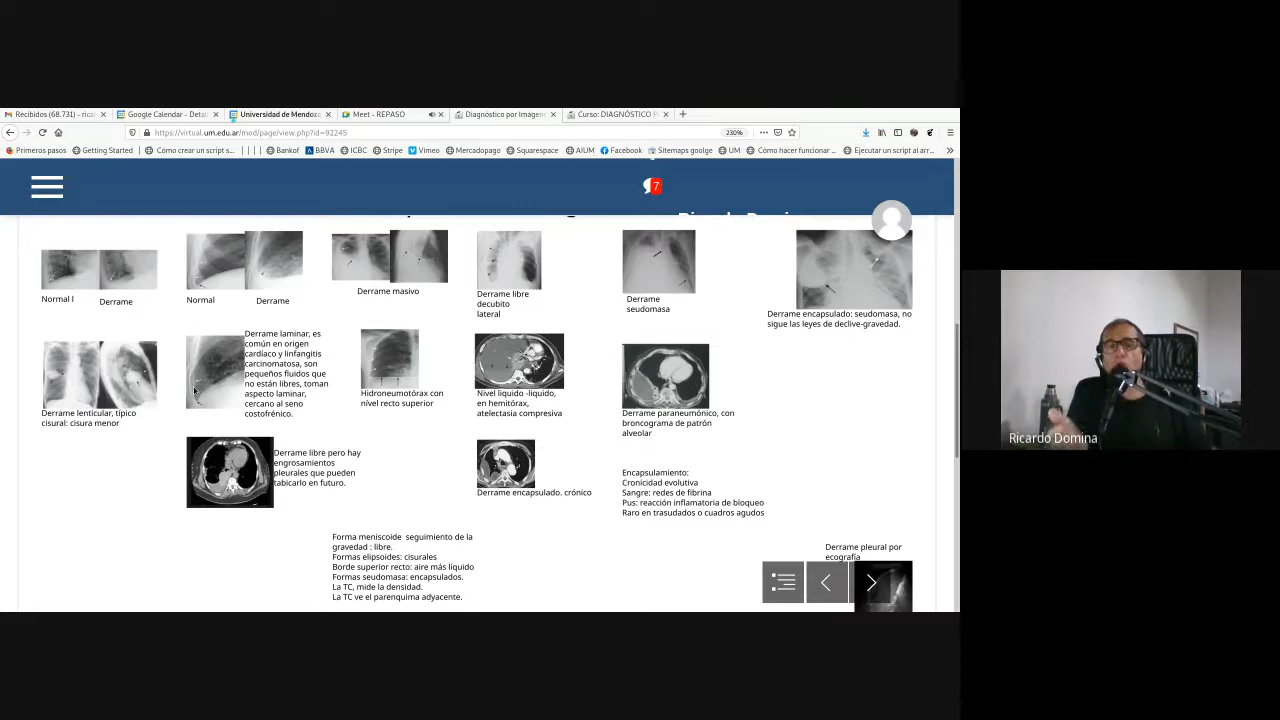 Recibidos (68.731) - rica
Google Calendar - Detal
Universidad de Mendoza
Meet - REPASO
Diagnóstico por Imágen
Curso: DIAGNÓSTICO P
https://virtual.um.edu.ar/mod/page/view.php?id=92245
230%
Primeros pasos
Getting Started
Cómo crear un script s...
Bankof
BBVA
ICBC
Stripe
Vimeo
Mercadopago
Squarespace
AIUM
Facebook
Sitemaps goolge
UM
Cómo hacer funcionar ...
Ejecutar un script al arr...
7
Ricardo Domina
Normal l
Derrame
Normal
Derrame
Derrame masivo
Derrame libre
decubito
lateral
Derrame
seudomasa
Derrame encapsulado: seudomasa, no
sigue las leyes de declive-gravedad.
Derrame lenticular, típico
cisural: cisura menor
Derrame laminar, es
común en origen
cardíaco y linfangitis
carcinomatosa, son
pequeños fluidos que
no están libres, toman
aspecto laminar,
cercano al seno
costofrénico.
Hidroneumotórax con
nível recto superior
Nivel liquido -liquido,
en hemitórax,
atelectasia compresiva
Derrame paraneumónico, con
broncograma de patrón
alveolar
Derrame libre pero hay
engrosamientos
pleurales que pueden
tabicarlo en futuro.
Derrame encapsulado. crónico
Encapsulamiento:
Cronicidad evolutiva
Sangre: redes de fibrina
Pus: reacción inflamatoria de bloqueo
Raro en trasudados o cuadros agudos
Forma meniscoide seguimiento de la
gravedad : libre.
Formas elipsoides: cisurales
Borde superior recto: aire más líquido
Formas seudomasa: encapsulados.
La TC, mide la densidad.
La TC ve el parenquima adyacente.
Derrame pleural por
ecografía
Ricardo Domina